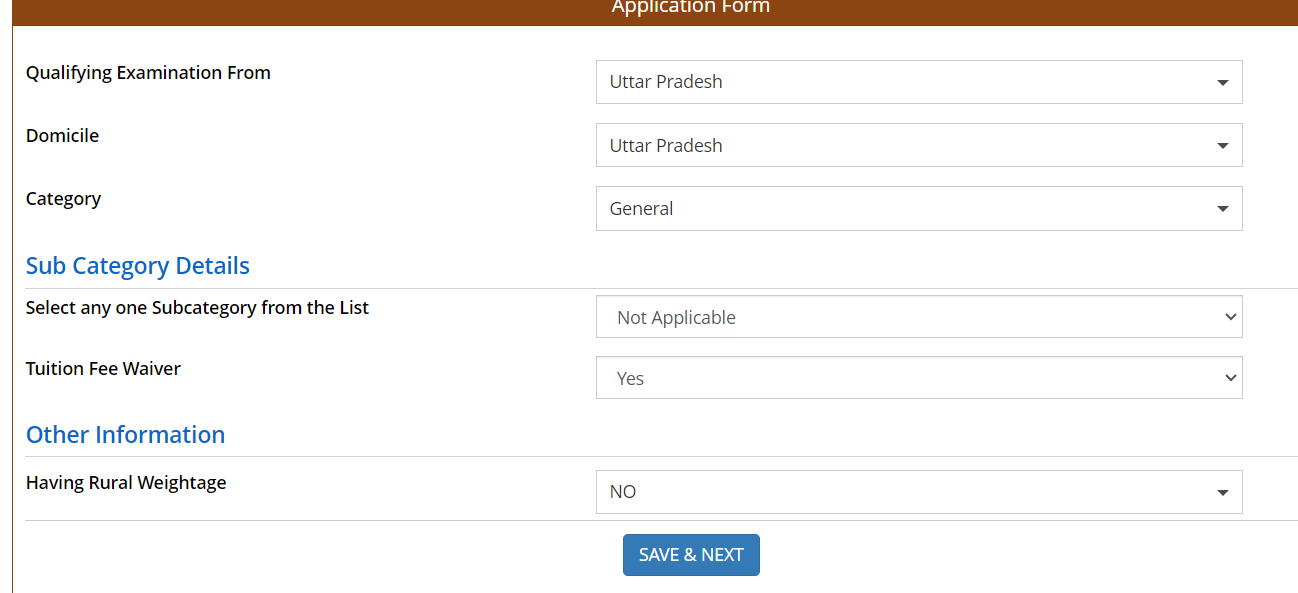 Application Form
Qualifying Examination From
Uttar Pradesh
Domicile
Uttar Pradesh
Category
General
Sub Category Details
Select any one Subcategory from the List
Not Applicable
Tuition Fee Waiver
Yes
Other Information
Having Rural Weightage
NO
SAVE & NEXT